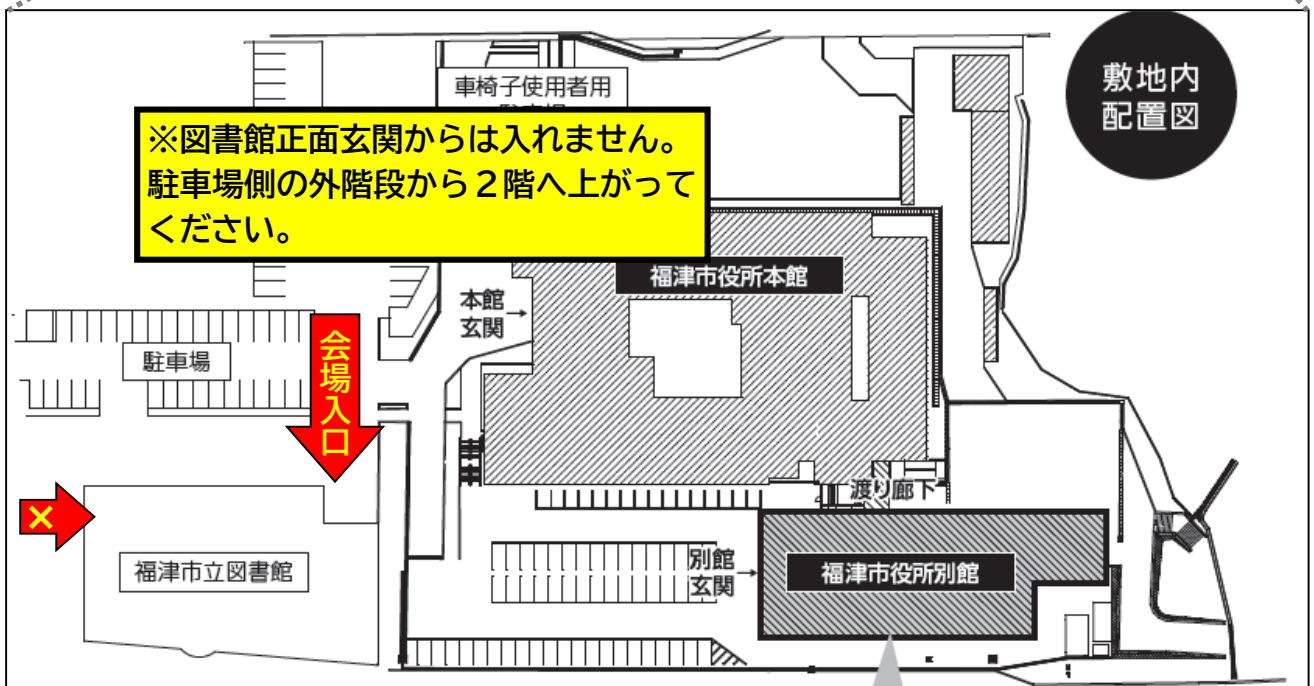 敷地内
配置図
車椅子使用者用
※図書館正面玄関からは入れません。
駐車場側の外階段から２階へ上がって
ください。
福津市役所本館
本館
玄関→
駐車場
会場入口
渡り廊下
×
福津市立図書館
別館
玄関→
福津市役所別館